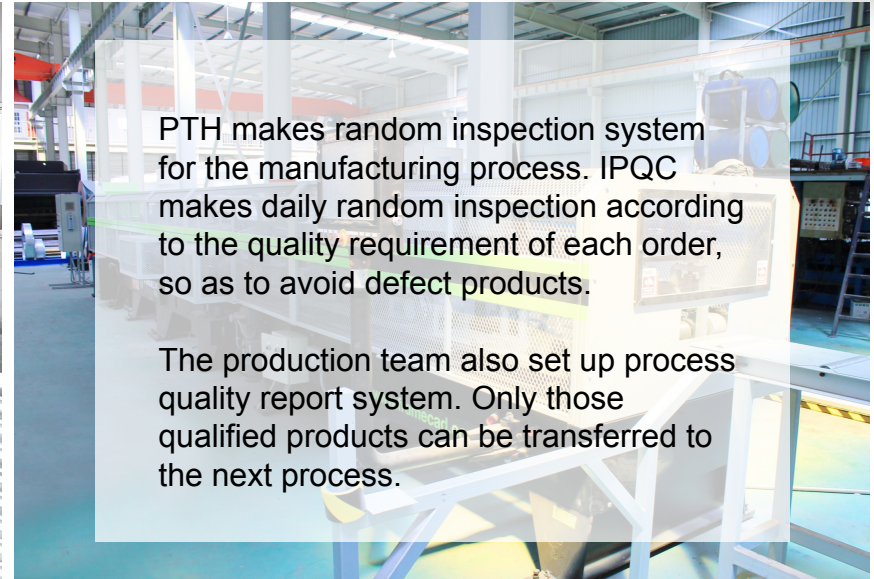 PTH makes random inspection system
for the manufacturing process. IPQC
makes daily random inspection according
to the quality requirement of each order,
so as to avoid defect products.
The production team also set up process
quality report system. Only those
qualified products can be transferred to
the next process.